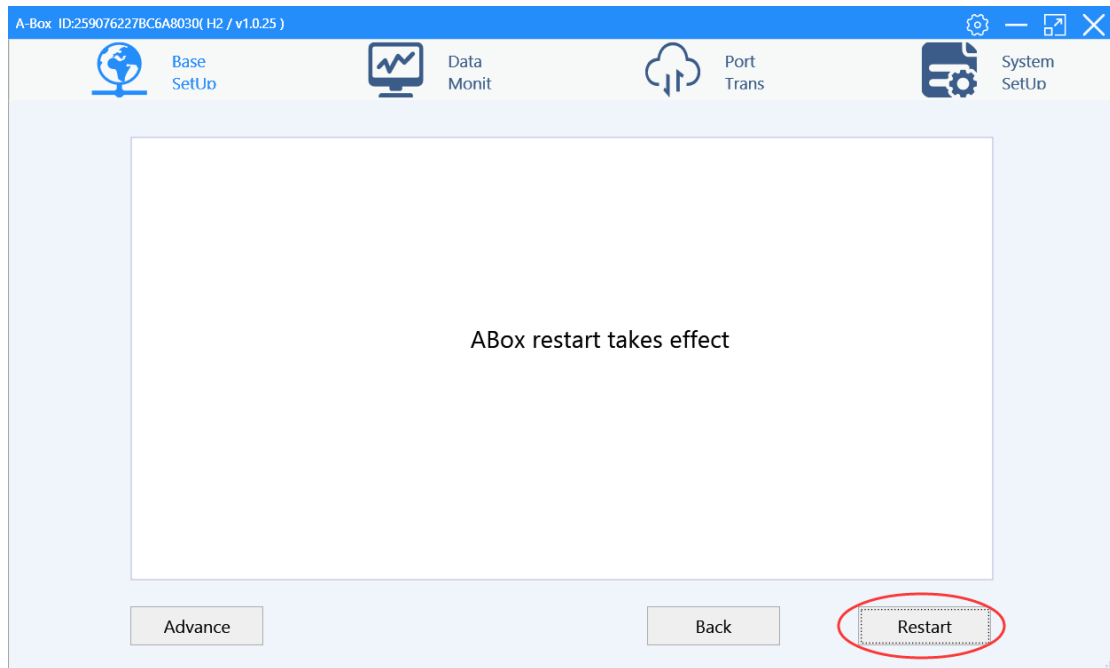 A-Box ID:259076227BC6A8030( H2 / v1.0.25 )
Base
SetUp
Data
Monit
Port
Trans
System
SetUp
ABox restart takes effect
Advance
Back
Restart